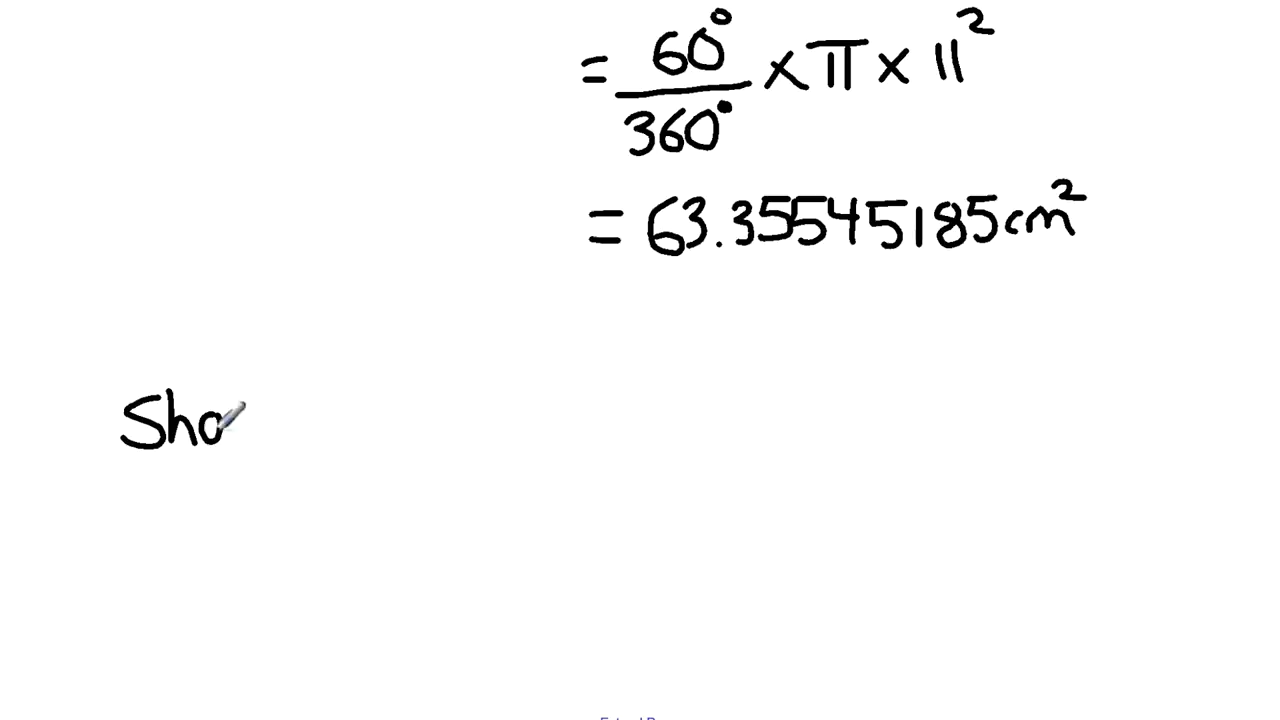 = 60°/360° × π × 11²
= 63.35545185cm²
Sho